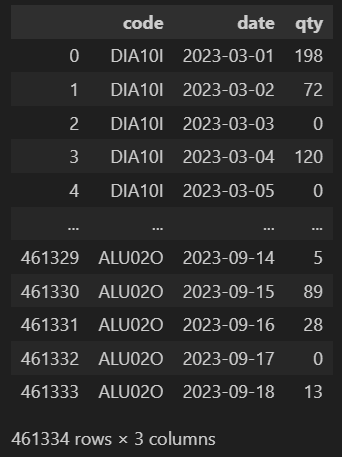 code date qty
0 DIA10I 2023-03-01 198
1 DIA10I 2023-03-02 72
2 DIA10I 2023-03-03 0
3 DIA10I 2023-03-04 120
4 DIA10I 2023-03-05 0
... ... ... ...
461329 ALU02O 2023-09-14 5
461330 ALU02O 2023-09-15 89
461331 ALU02O 2023-09-16 28
461332 ALU02O 2023-09-17 0
461333 ALU02O 2023-09-18 13
461334 rows × 3 columns